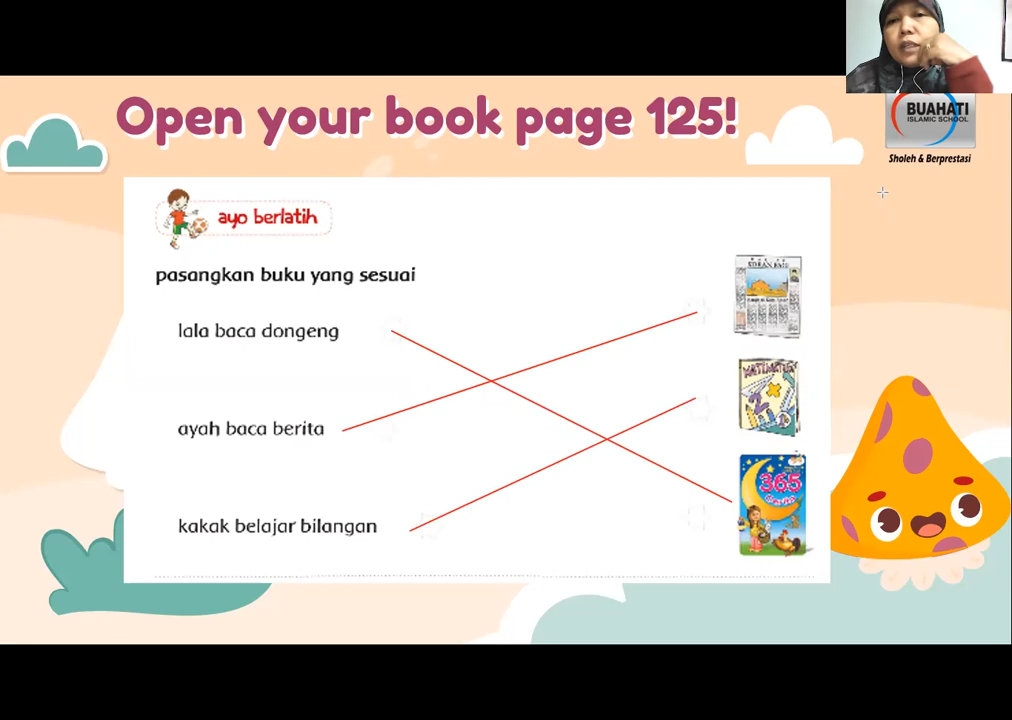 Open your book page 125!
BUAHATI
ISLAMIC SCHOOL
Sholeh & Berprestasi
ayo berlatih
pasangkan buku yang sesuai
lala baca dongeng
ayah baca berita
kakak belajar bilangan
MATEMATIKA
365